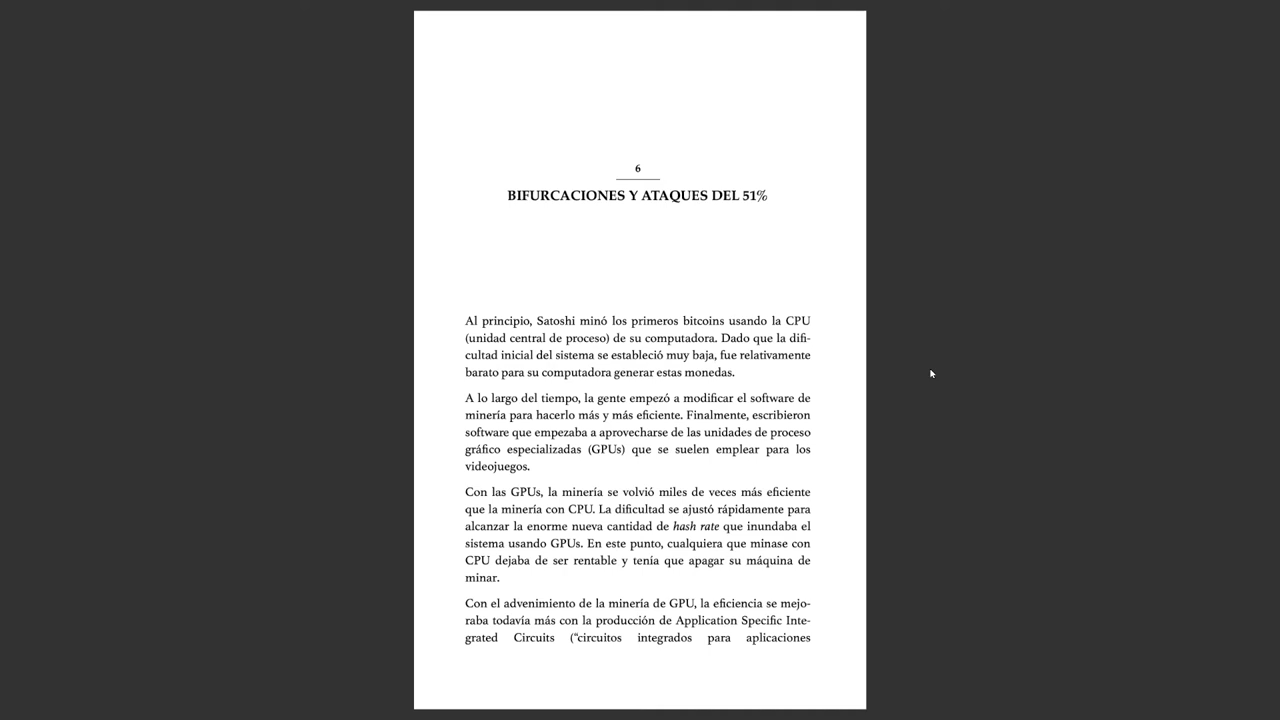 6
BIFURCACIONES Y ATAQUES DEL 51%
Al principio, Satoshi minó los primeros bitcoins usando la CPU
(unidad central de proceso) de su computadora. Dado que la difi-
cultad inicial del sistema se estableció muy baja, fue relativamente
barato para su computadora generar estas monedas.
A lo largo del tiempo, la gente empezó a modificar el software de
minería para hacerlo más y más eficiente. Finalmente, escribieron
software que empezaba a aprovecharse de las unidades de proceso
gráfico especializadas (GPUs) que se suelen emplear para los
videojuegos.
Con las GPUs, la minería se volvió miles de veces más eficiente
que la minería con CPU. La dificultad se ajustó rápidamente para
alcanzar la enorme nueva cantidad de hash rate que inundaba el
sistema usando GPUs. En este punto, cualquiera que minase con
CPU dejaba de ser rentable y tenía que apagar su máquina de
minar.
Con el advenimiento de la minería de GPU, la eficiencia se mejo-
raba todavía más con la producción de Application Specific Inte-
grated Circuits (“circuitos integrados para aplicaciones